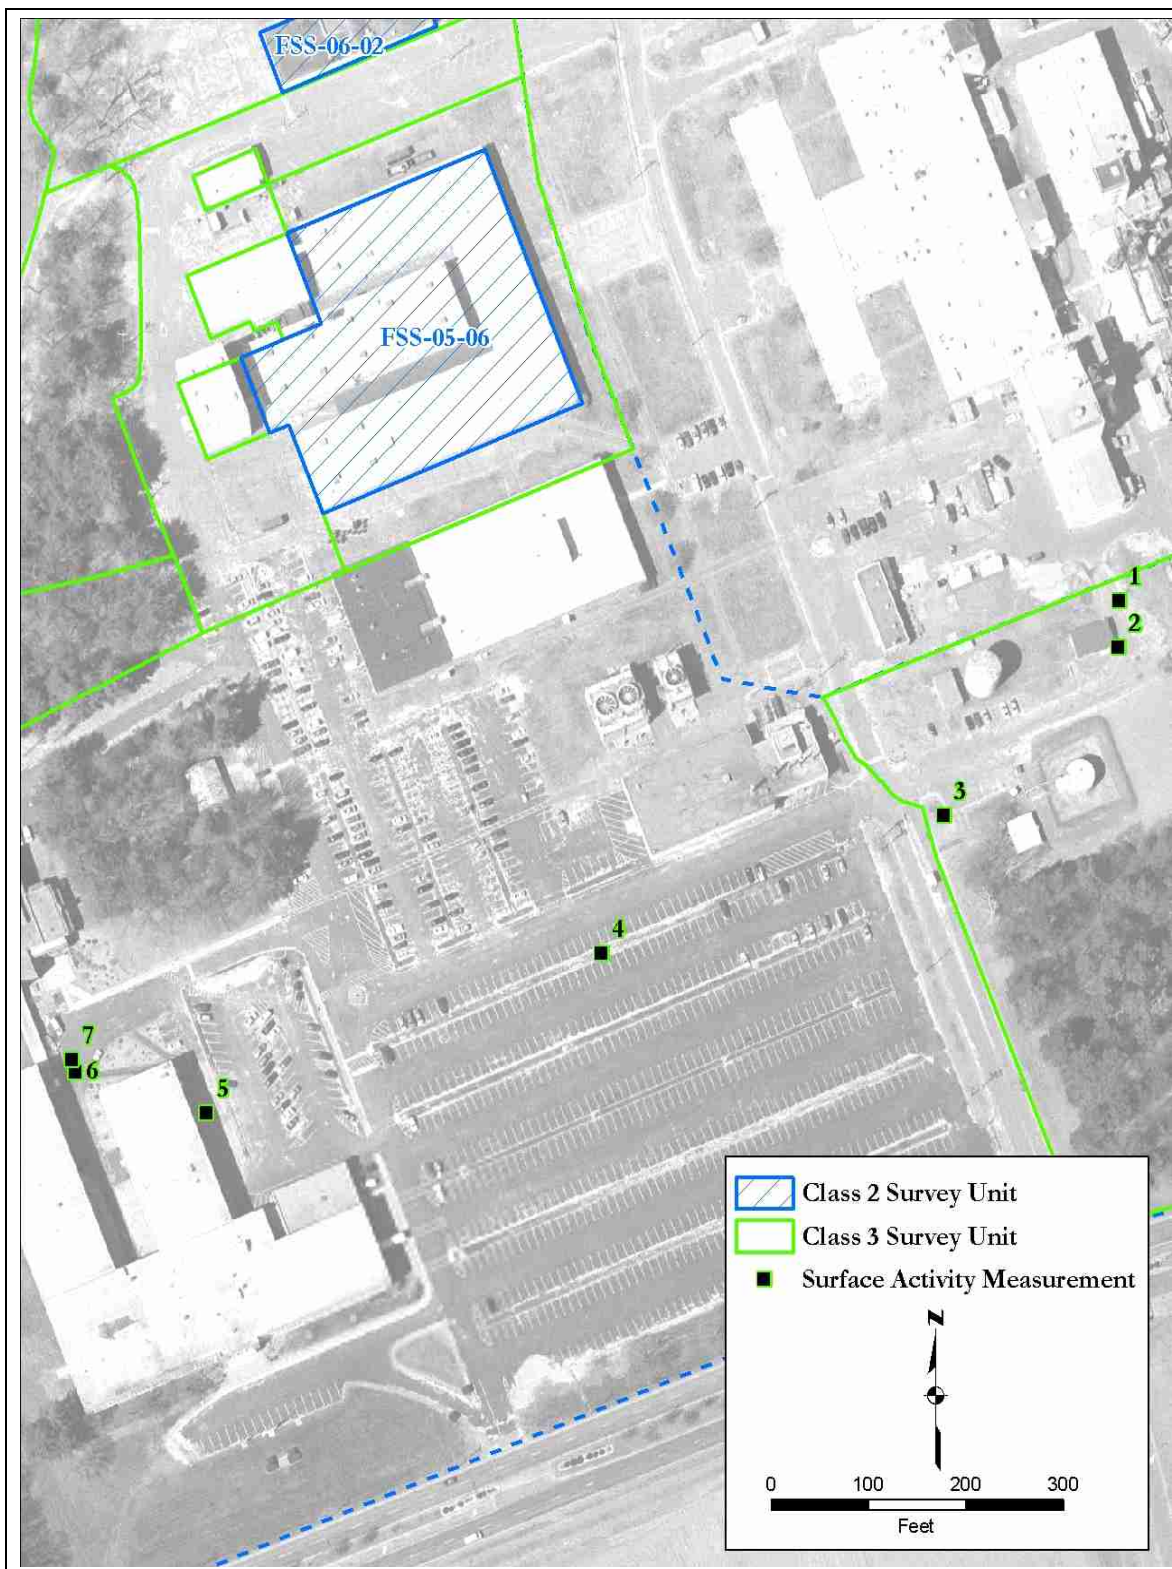 FSS-06-02
FSS-05-06
1
2
3
4
7
6
5
Class 2 Survey Unit
Class 3 Survey Unit
Surface Activity Measurement
N
0 100 200 300
Feet